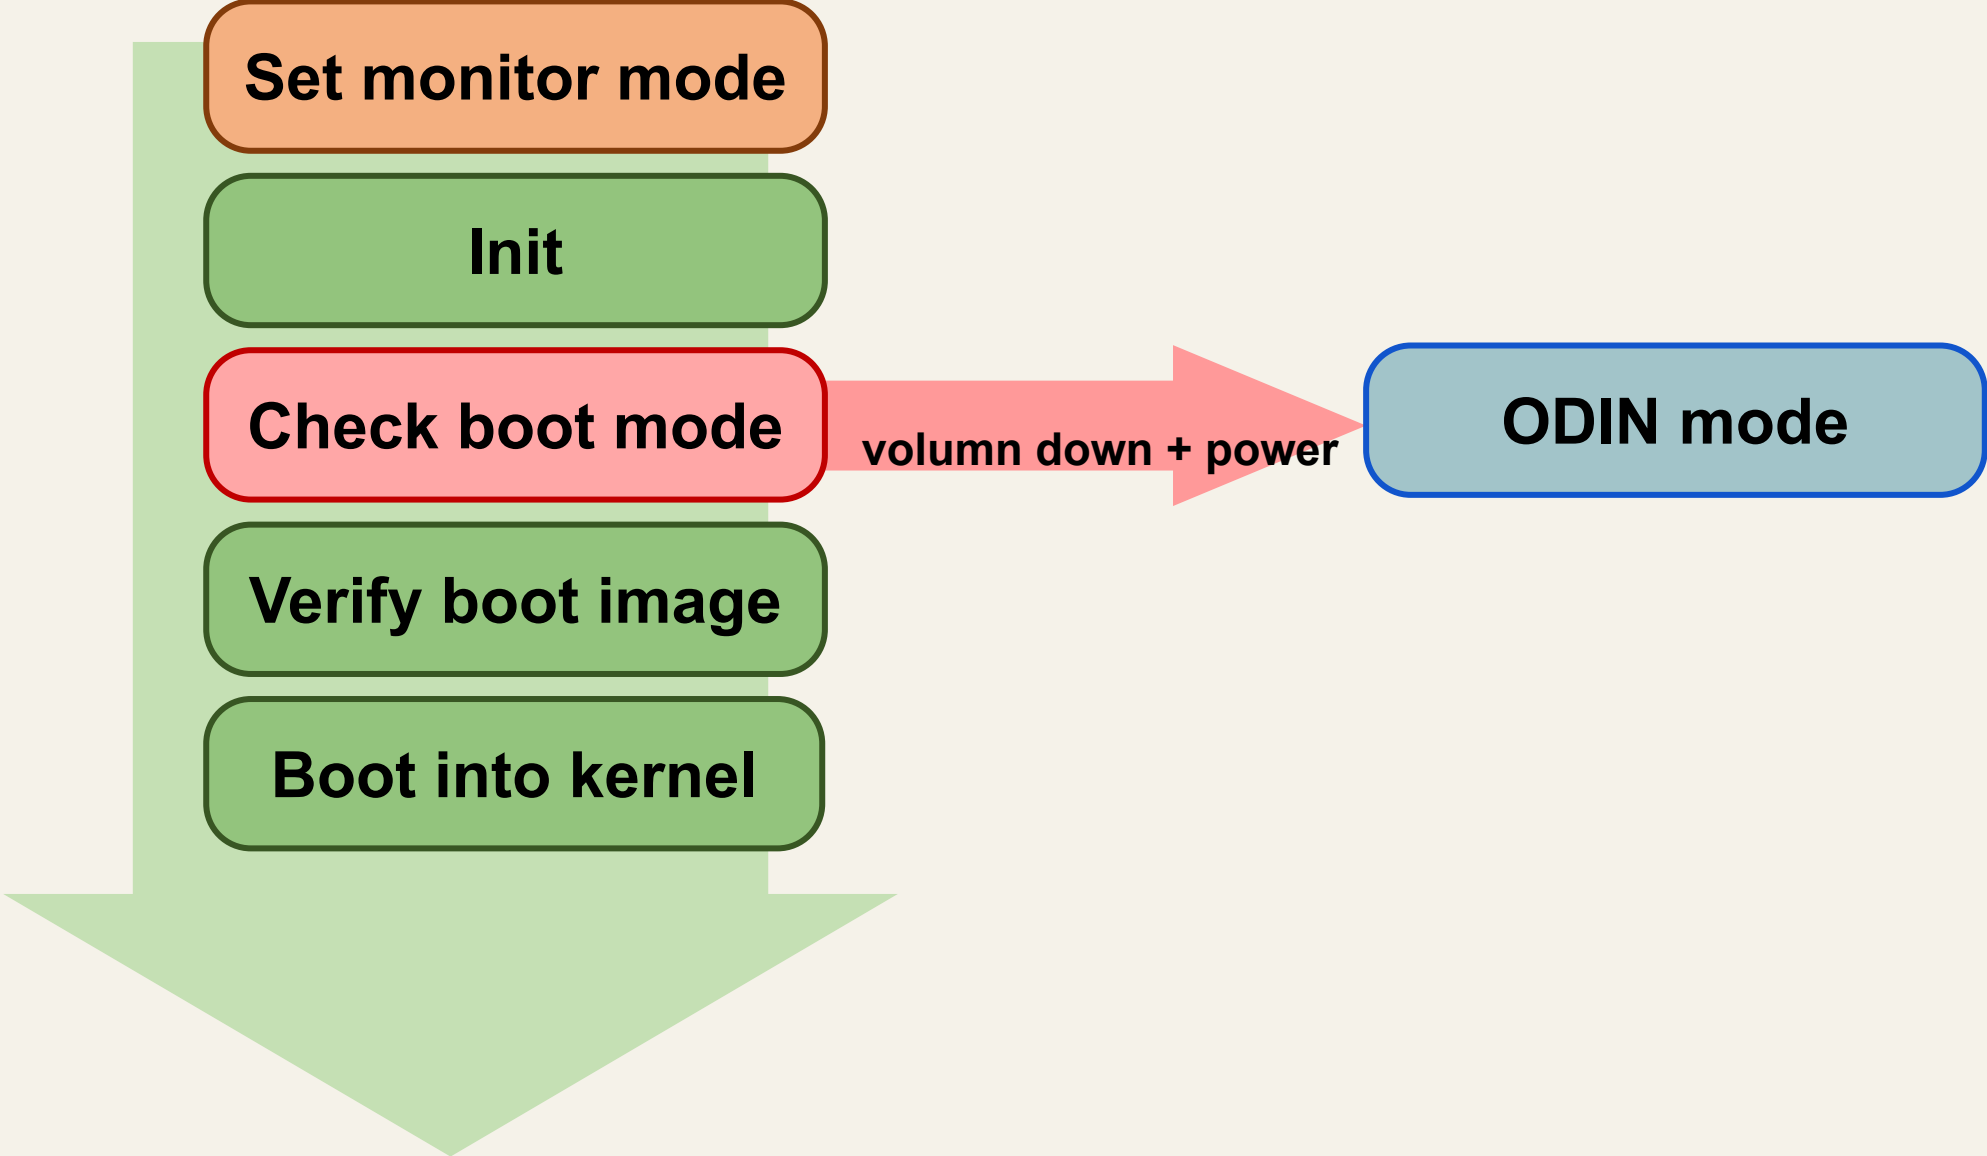 Set monitor mode
Init
Check boot mode
volumn down + power
ODIN mode
Verify boot image
Boot into kernel